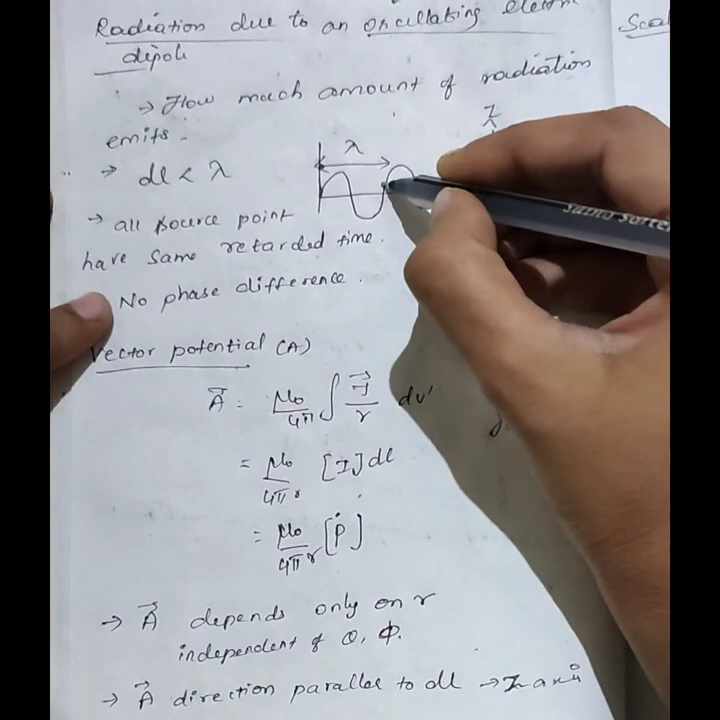 Radiation due to an oscillating
dipole
→ How much amount of radiation
emits.
Z
→ dl < λ
λ
→ all source point
have same retarded time.
No phase difference.
Vector potential (A)
A⃗ = μ₀/4π ∫ J⃗/r dv'
= μ₀/4πr [I] dl
= μ₀/4πr [ṗ]
→ A⃗ depends only on r
independent of θ, φ.
→ A⃗ direction parallel to dl → Z axis